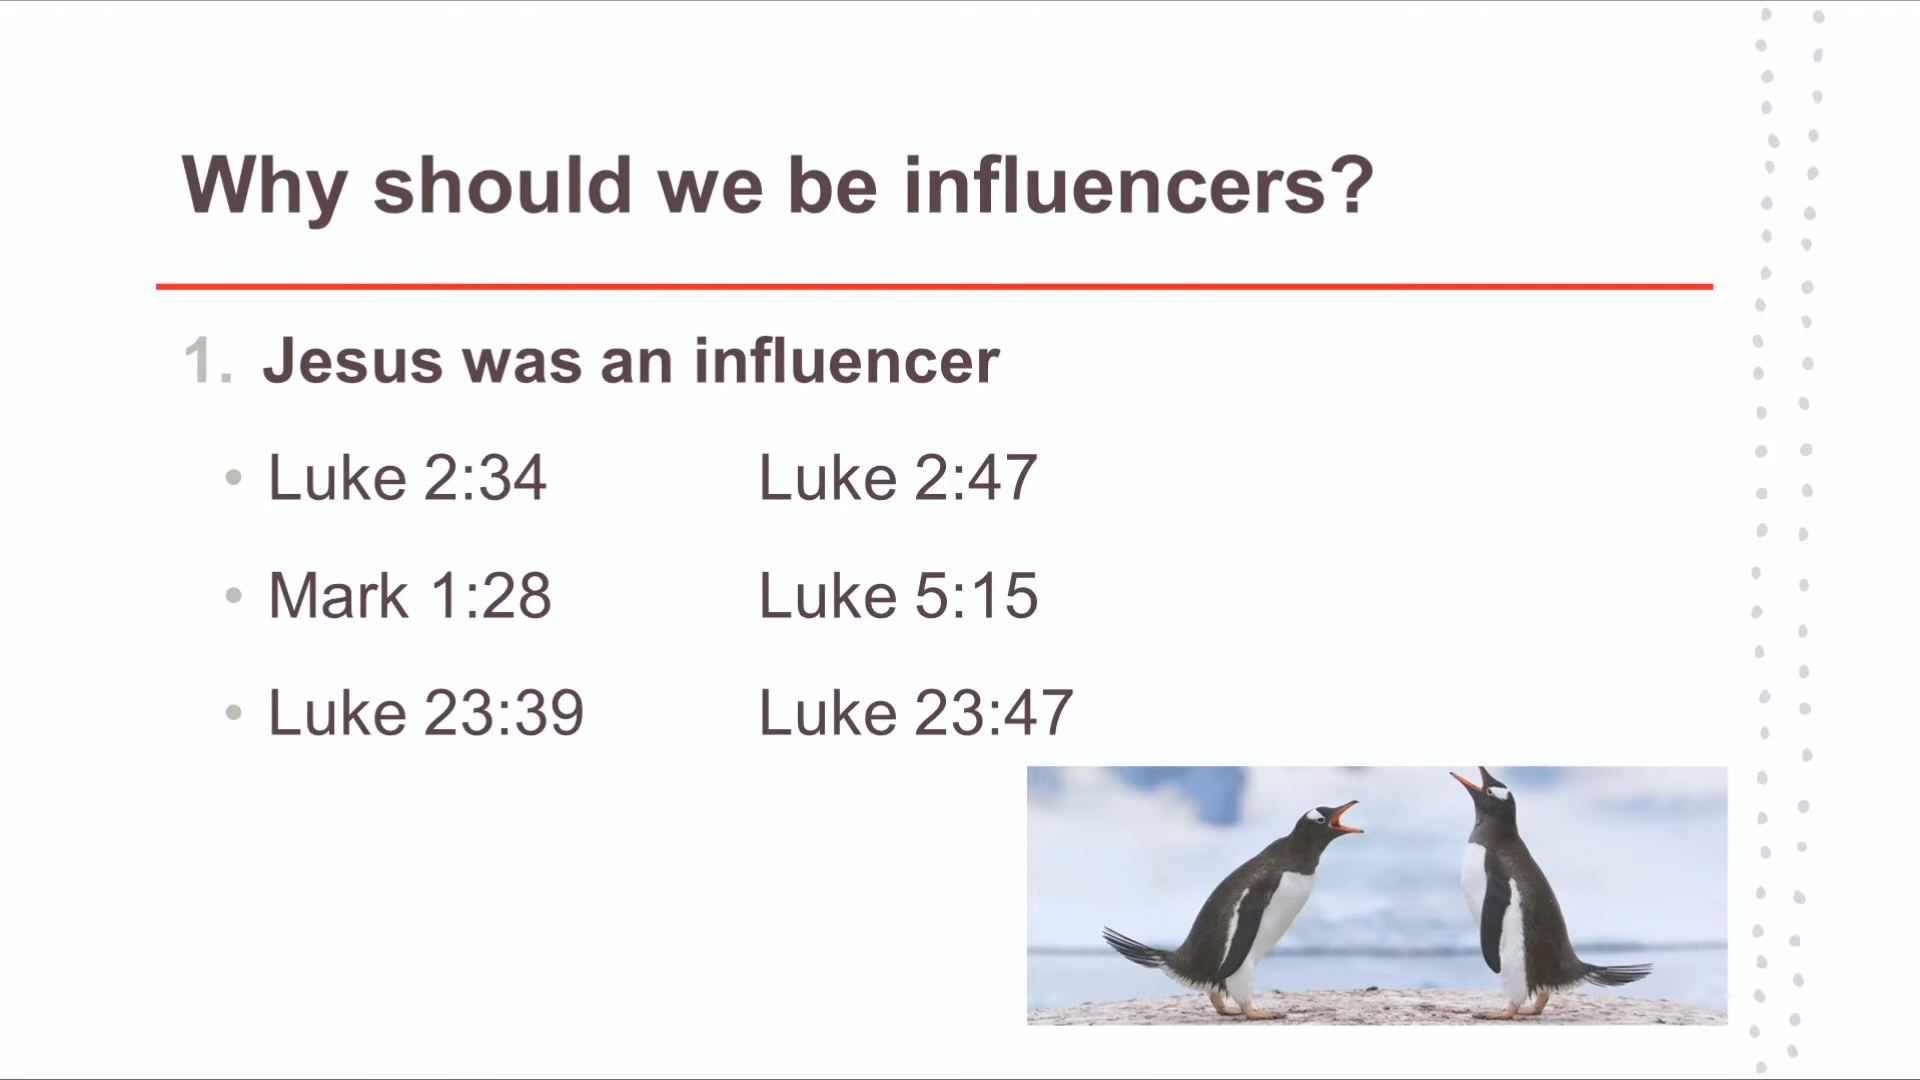 Why should we be influencers?
1. Jesus was an influencer
• Luke 2:34 Luke 2:47
• Mark 1:28 Luke 5:15
• Luke 23:39 Luke 23:47